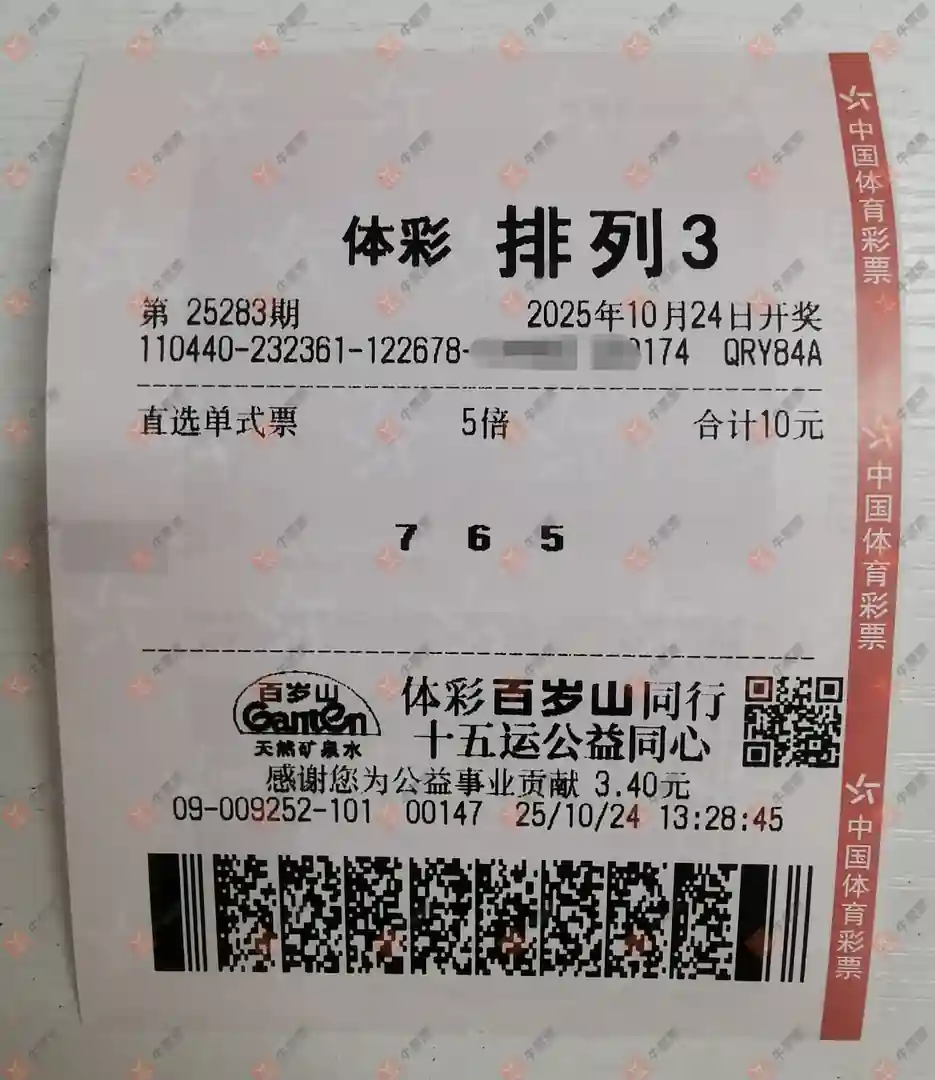 体彩 排列3
第 25283期 2025年10月24日开奖
110440-232361-122678- 174 QRY84A
直选单式票 5倍 合计10元
7 6 5
百岁山
Ganten
天然矿泉水
体彩百岁山同行
十五运公益同心
感谢您为公益事业贡献 3.40元
09-009252-101 00147 25/10/24 13:28:45
中国体育彩票
中国体育彩票
中国体育彩票